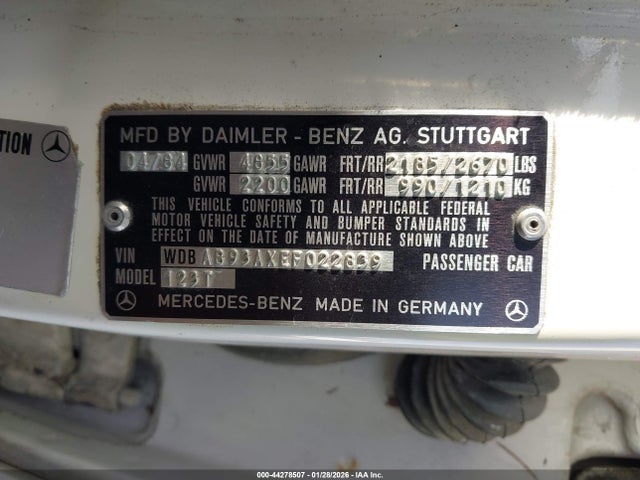 TION
MFD BY DAIMLER - BENZ AG. STUTTGART
04/84 GVWR 4855 GAWR FRT/RR 2185/2670 LBS
GVWR 2200 GAWR FRT/RR 990/1210 KG
THIS VEHICLE CONFORMS TO ALL APPLICABLE FEDERAL
MOTOR VEHICLE SAFETY AND BUMPER STANDARDS IN
EFFECT ON THE DATE OF MANUFACTURE SHOWN ABOVE
VIN WDBAB93AXEF022839 PASSENGER CAR
MODEL 123T
MERCEDES-BENZ MADE IN GERMANY
000-44278507 | 01/28/2026 | IAA Inc.